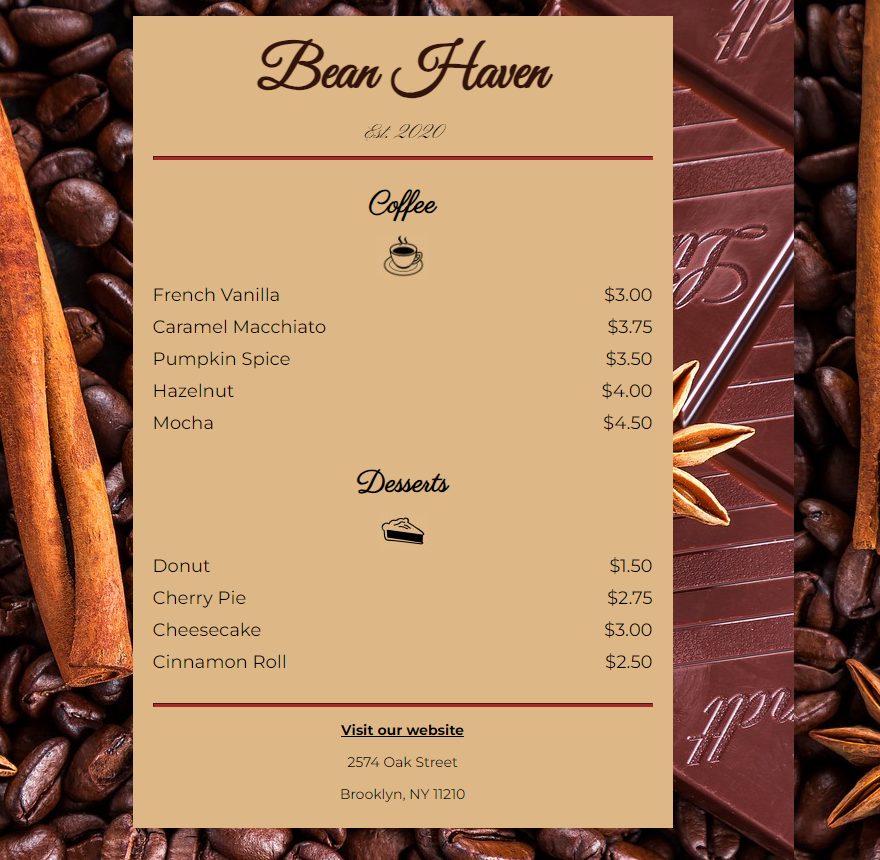 Bean Haven
Est. 2020
Coffee
French Vanilla $3.00
Caramel Macchiato $3.75
Pumpkin Spice $3.50
Hazelnut $4.00
Mocha $4.50
Desserts
Donut $1.50
Cherry Pie $2.75
Cheesecake $3.00
Cinnamon Roll $2.50
Visit our website
2574 Oak Street
Brooklyn, NY 11210